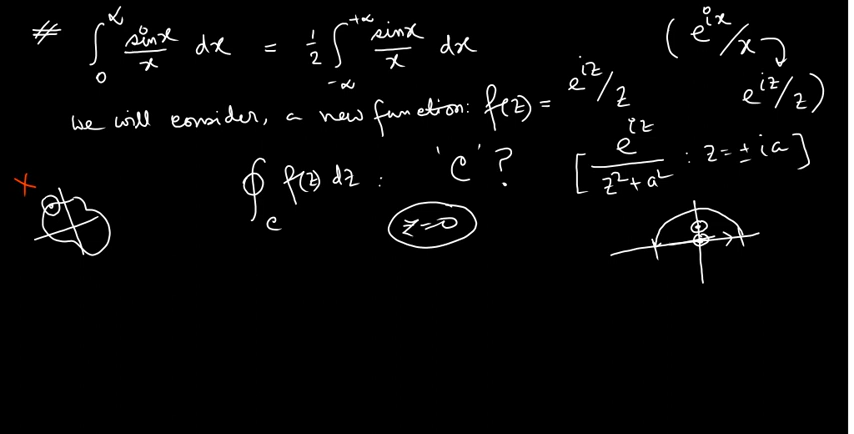 # ∫₀^∝ sinx/x dx = 1/2 ∫₋∝^+∝ sinx/x dx (e^ix/x
we will consider, a new function: f(z) = e^iz/z e^iz/z)
∮_C f(z) dz : 'C' ? [e^iz/(z²+a²) : z = ± ia]
x
z=0